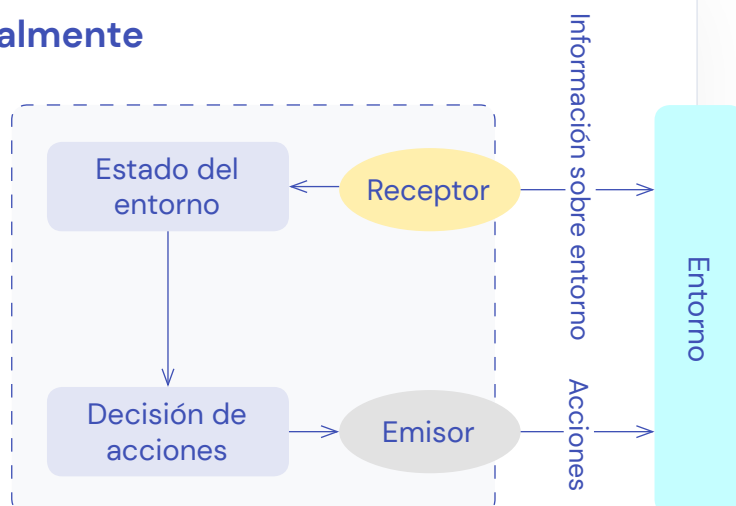 almente
Información sobre entorno
Estado del
entorno
Receptor
Entorno
Decisión de
acciones
Emisor
Acciones